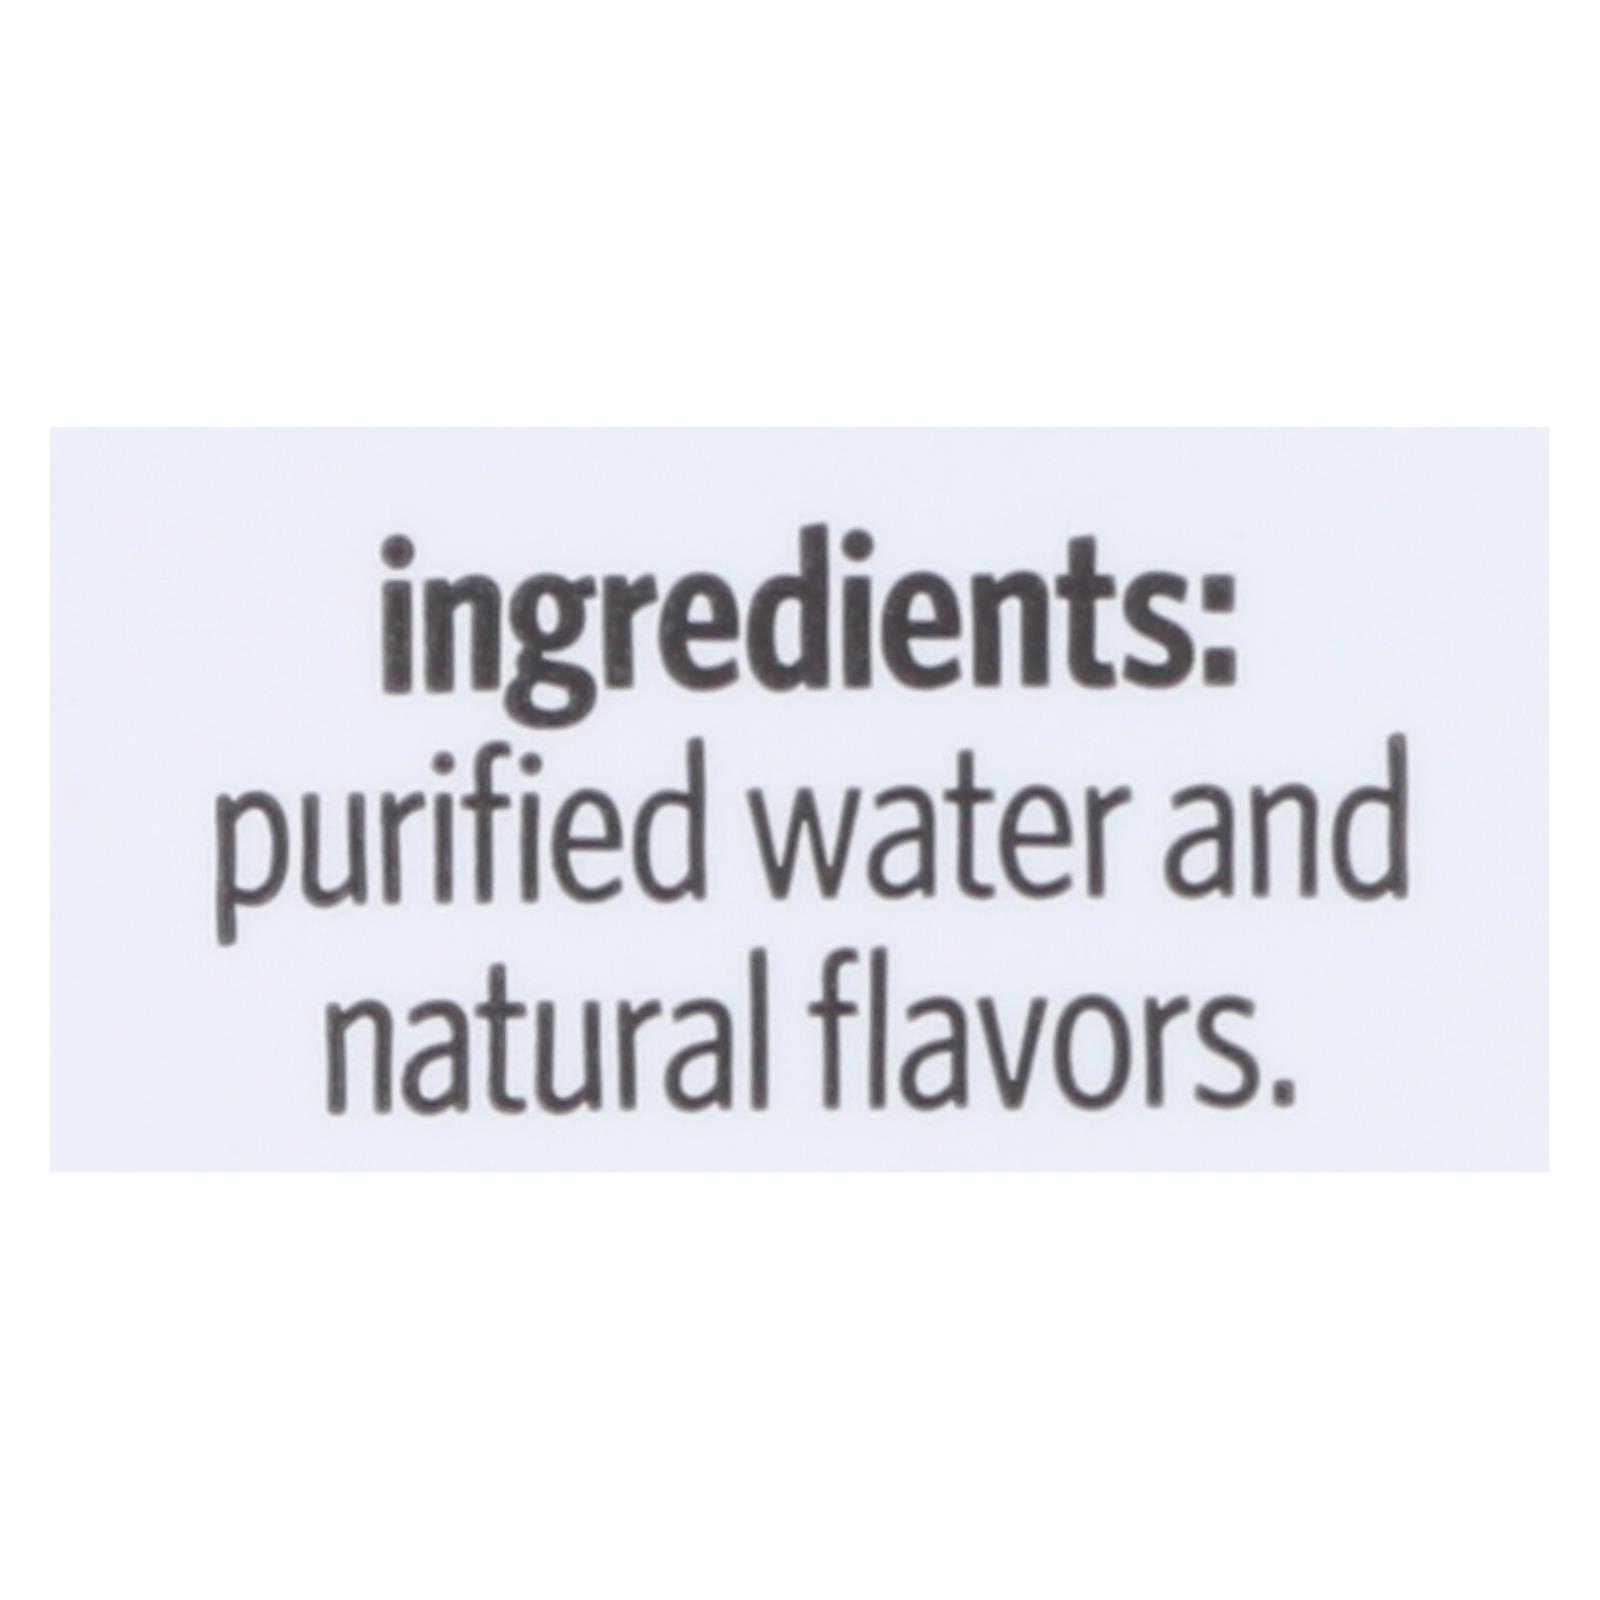 ingredients:
purified water and
natural flavors.